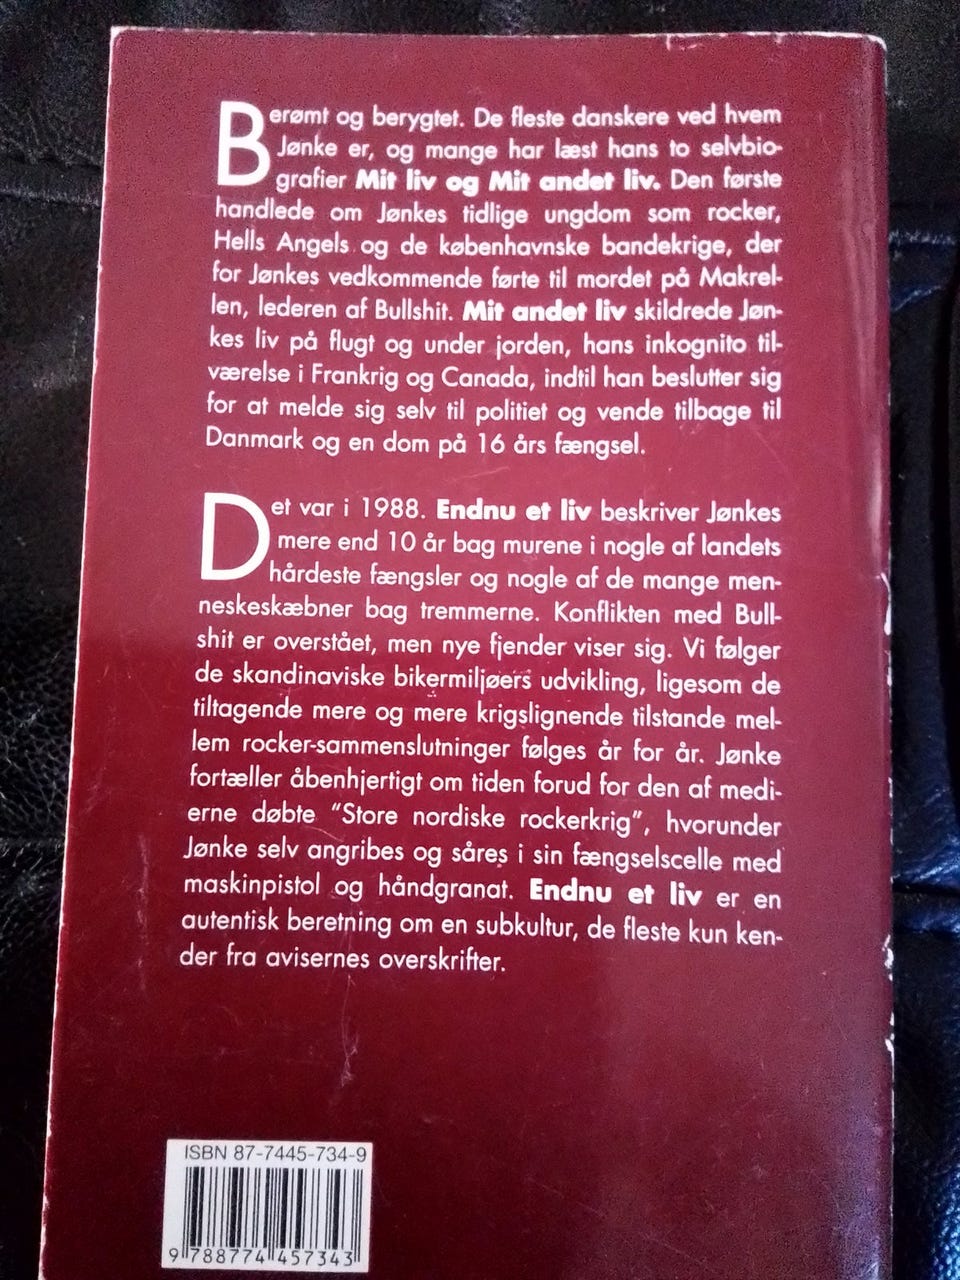 Berømt og berygtet. De fleste danskere ved hvem
Jønke er, og mange har læst hans to selvbio-
grafier Mit liv og Mit andet liv. Den første
handlede om Jønkes tidlige ungdom som rocker,
Hells Angels og de københavnske bandekrige, der
for Jønkes vedkommende førte til mordet på Makrel-
len, lederen af Bullshit. Mit andet liv skildrede Jøn-
kes liv på flugt og under jorden, hans inkognito til-
værelse i Frankrig og Canada, indtil han beslutter sig
for at melde sig selv til politiet og vende tilbage til
Danmark og en dom på 16 års fængsel.
Det var i 1988. Endnu et liv beskriver Jønkes
mere end 10 år bag murene i nogle af landets
hårdeste fængsler og nogle af de mange men-
neskeskæbner bag tremmerne. Konflikten med Bull-
shit er overstået, men nye fjender viser sig. Vi følger
de skandinaviske bikermiljøers udvikling, ligesom de
tiltagende mere og mere krigslignende tilstande mel-
lem rocker-sammenslutninger følges år for år. Jønke
fortæller åbenhjertigt om tiden forud for den af medi-
erne døbte "Store nordiske rockerkrig", hvorunder
Jønke selv angribes og såres i sin fængselscelle med
maskinpistol og håndgranat. Endnu et liv er en
autentisk beretning om en subkultur, de fleste kun ken-
der fra avisernes overskrifter.
ISBN 87-7445-734-9
9 788774 457343